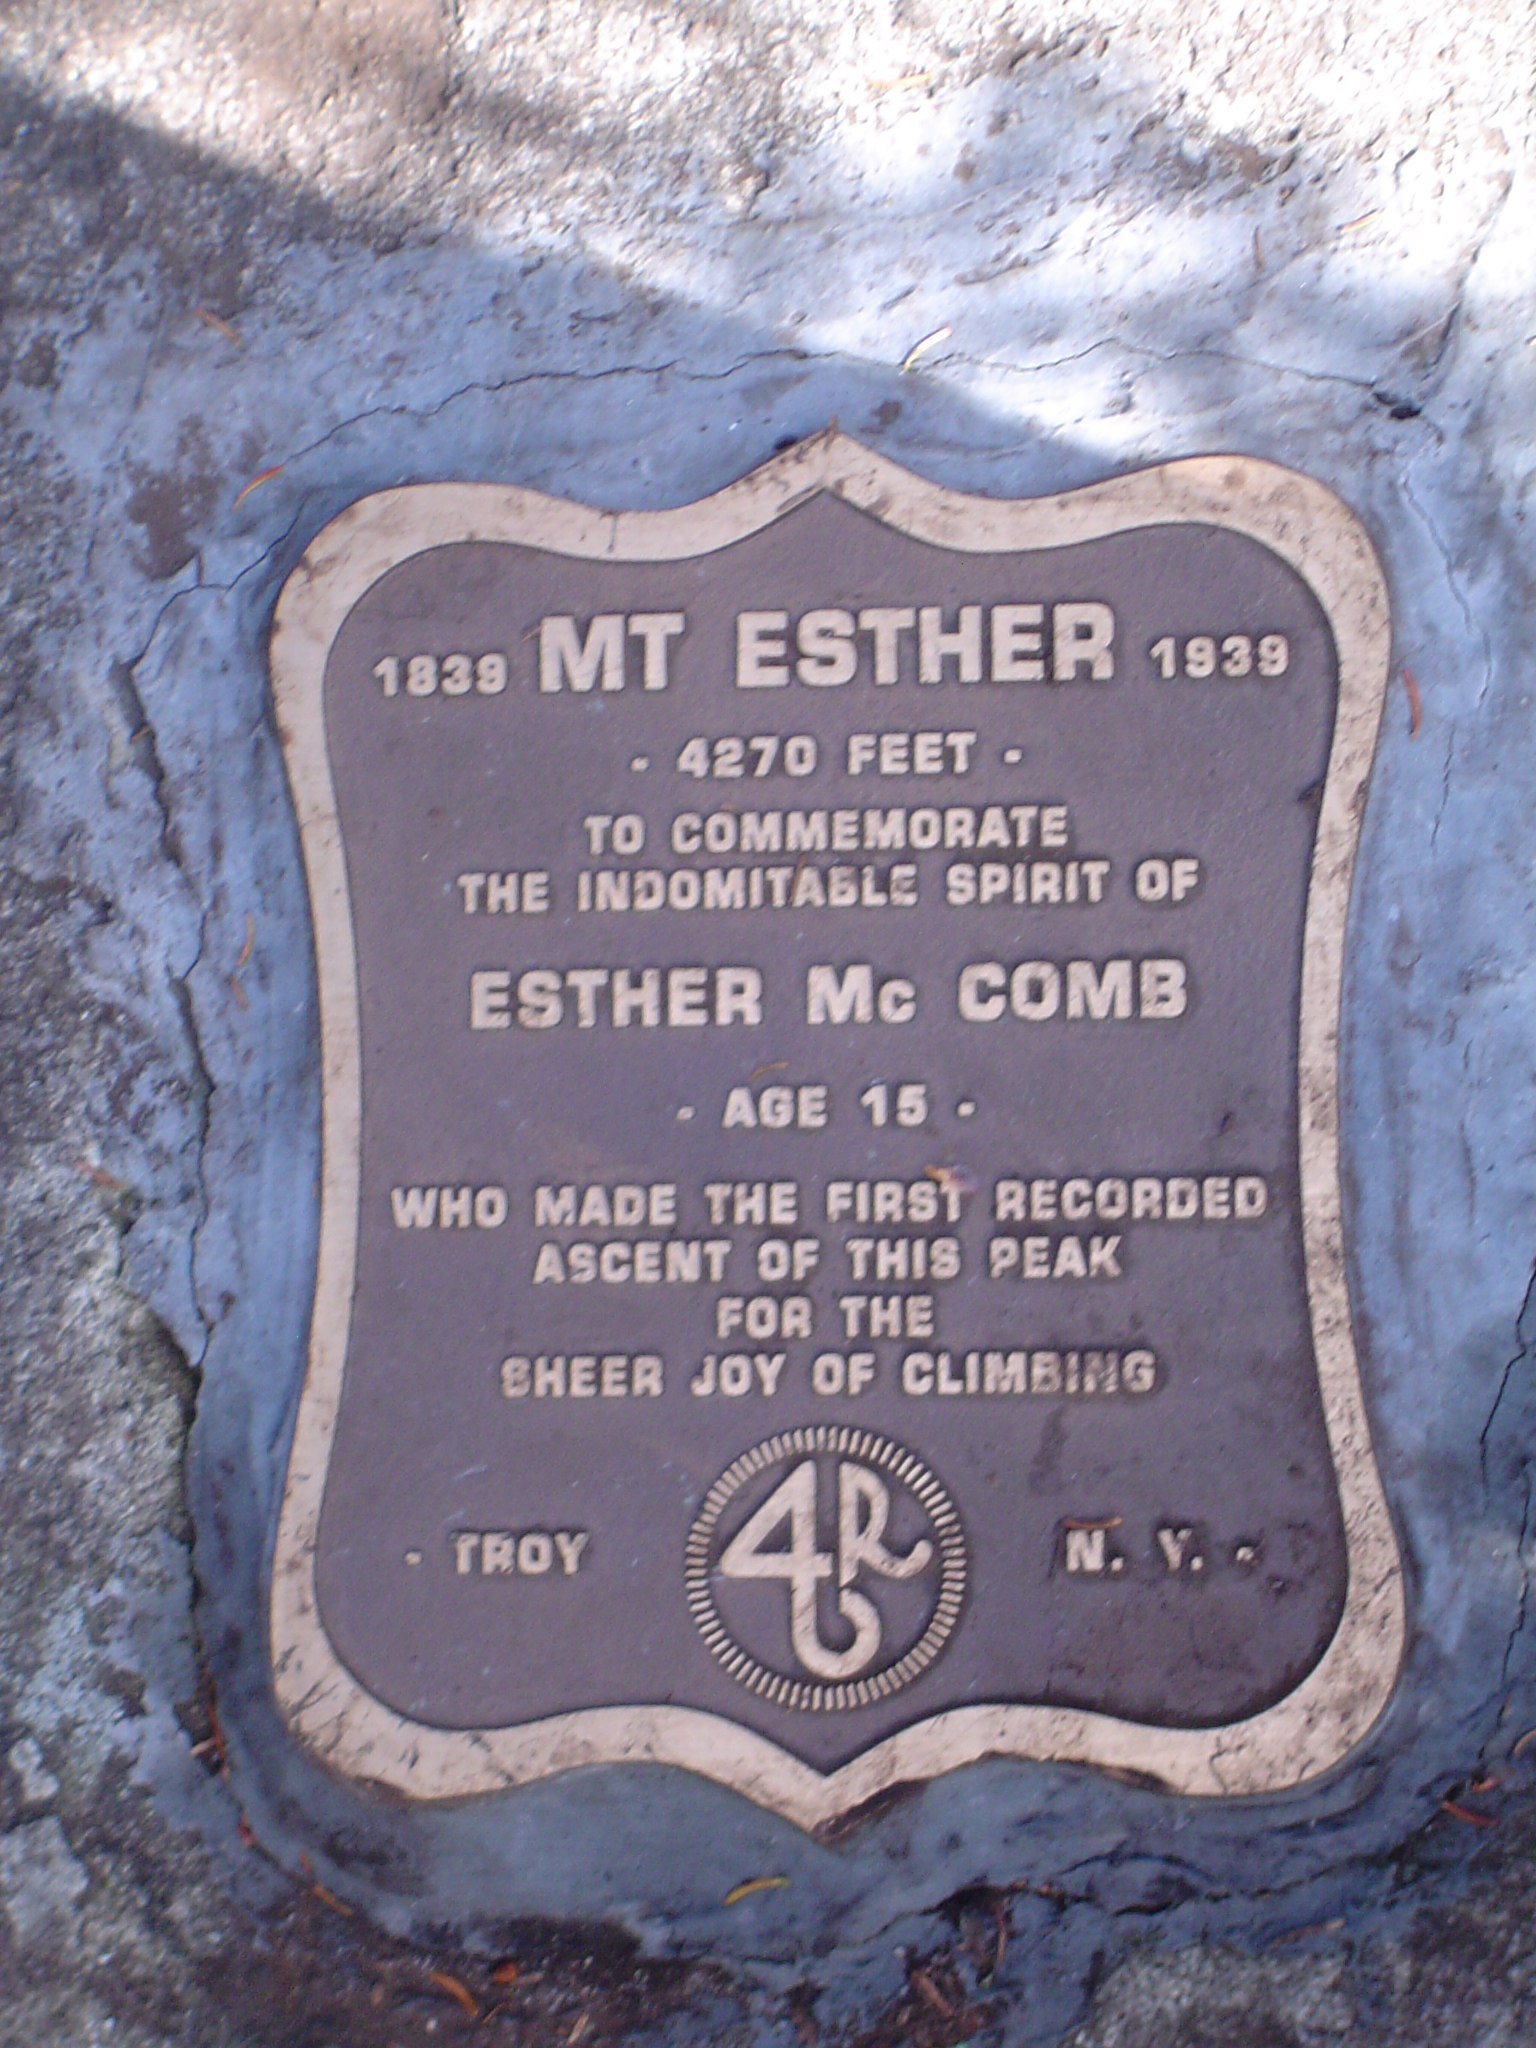 1839 MT ESTHER 1939
- 4270 FEET -
TO COMMEMORATE
THE INDOMITABLE SPIRIT OF
ESTHER Mc COMB
- AGE 15 -
WHO MADE THE FIRST RECORDED
ASCENT OF THIS PEAK
FOR THE
SHEER JOY OF CLIMBING
- TROY 46R N. Y. -